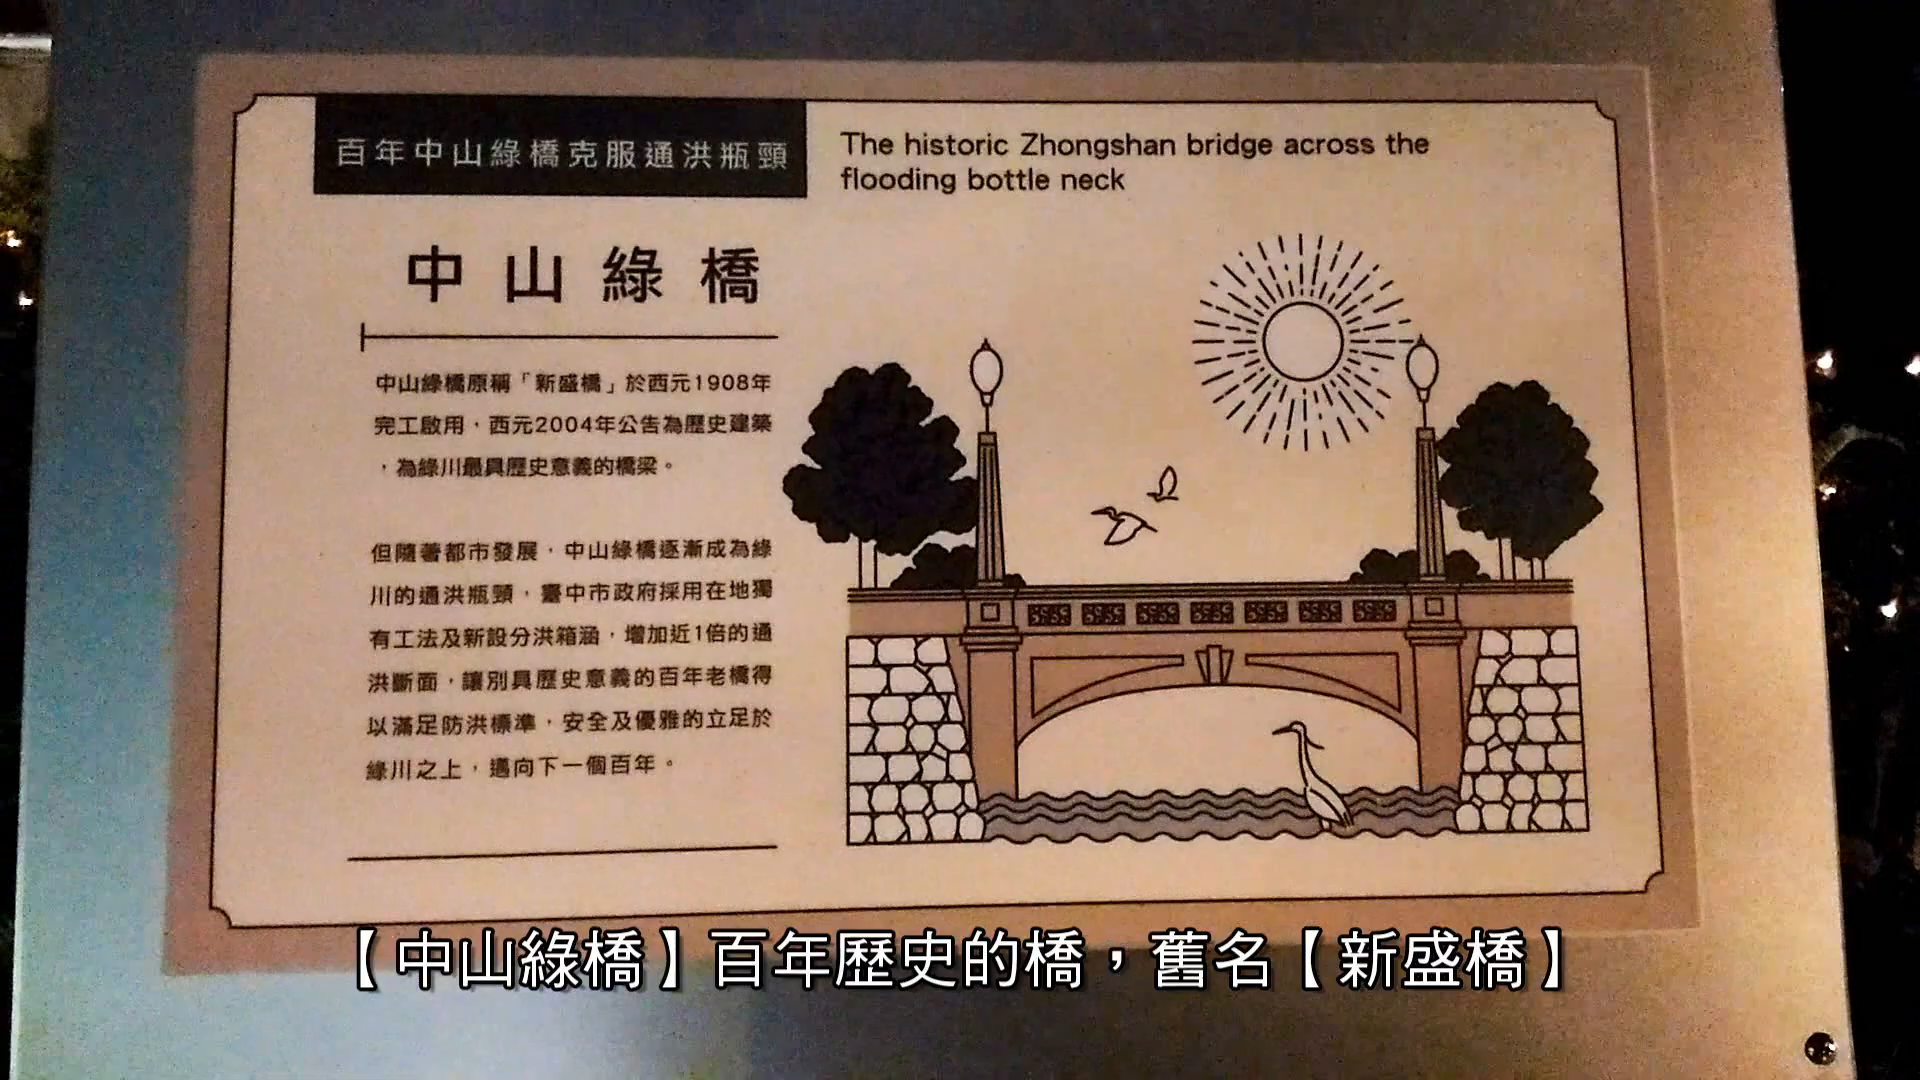 百年中山綠橋克服通洪瓶頸
The historic Zhongshan bridge across the
flooding bottle neck
中山綠橋
中山綠橋原稱「新盛橋」於西元1908年
完工啟用，西元2004年公告為歷史建築
，為綠川最具歷史意義的橋梁。
但隨著都市發展，中山綠橋逐漸成為綠
川的通洪瓶頸，臺中市政府採用在地獨
有工法及新設分洪箱涵，增加近1倍的通
洪斷面，讓別具歷史意義的百年老橋得
以滿足防洪標準，安全及優雅的立足於
綠川之上，邁向下一個百年。
【中山綠橋】百年歷史的橋，舊名【新盛橋】